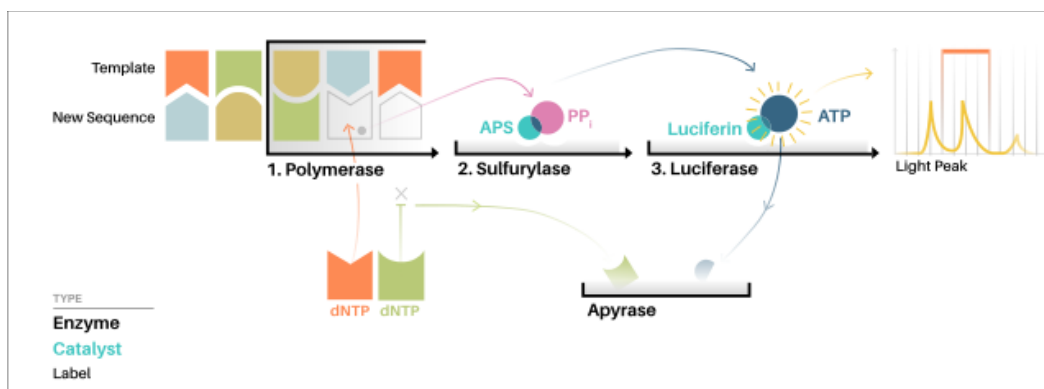 Template
New Sequence
APS
PPi
Luciferin
ATP
1. Polymerase
2. Sulfurylase
3. Luciferase
Light Peak
dNTP
dNTP
Apyrase
TYPE
Enzyme
Catalyst
Label